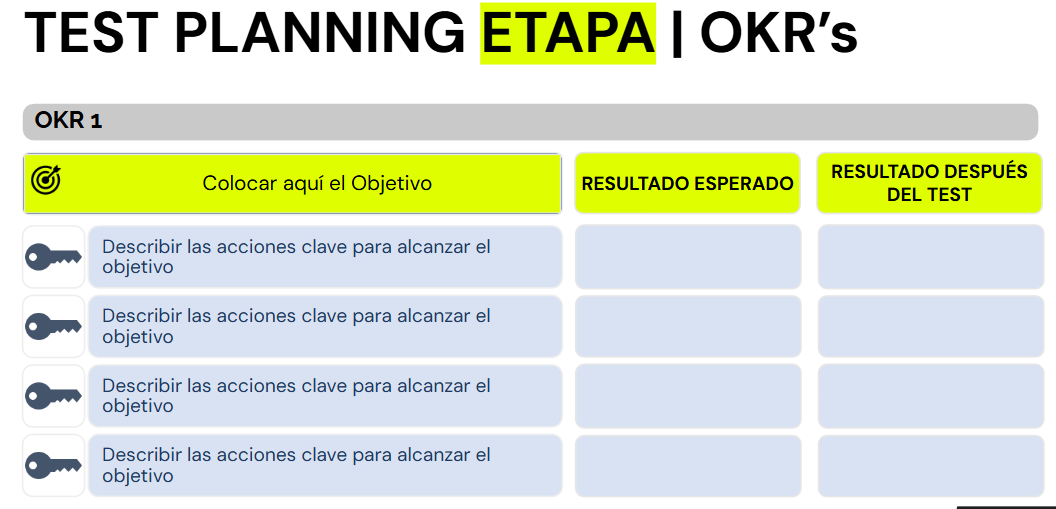 TEST PLANNING ETAPA | OKR’s
OKR 1
Colocar aquí el Objetivo
RESULTADO ESPERADO
RESULTADO DESPUÉS
DEL TEST
Describir las acciones clave para alcanzar el
objetivo
Describir las acciones clave para alcanzar el
objetivo
Describir las acciones clave para alcanzar el
objetivo
Describir las acciones clave para alcanzar el
objetivo